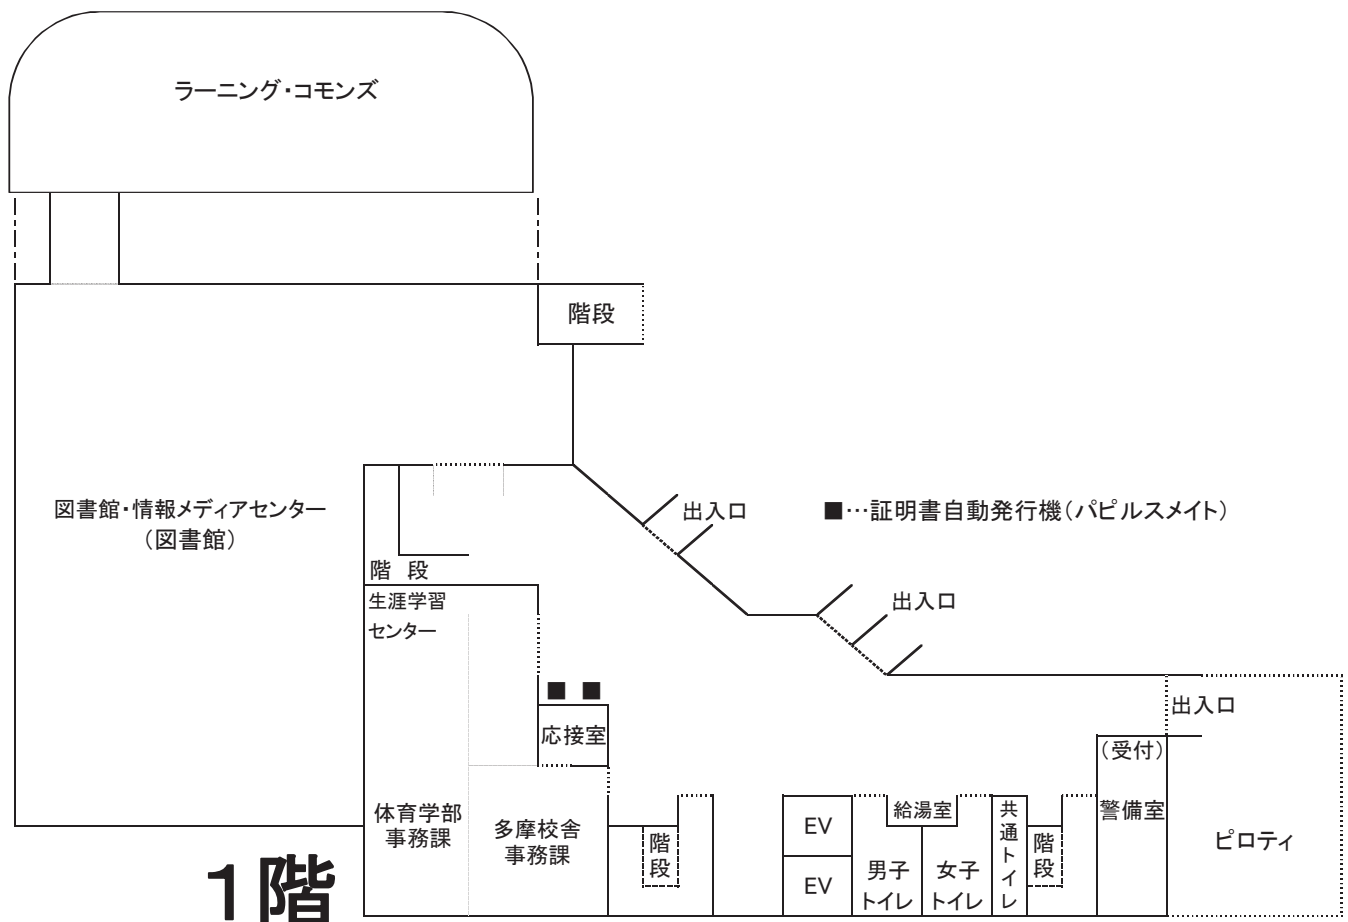 ラーニング・コモンズ
階段
図書館・情報メディアセンター
（図書館）
出入口
■…証明書自動発行機（パピルスメイト）
階 段
生涯学習
センター
出入口
■ ■
応接室
出入口
（受付）
体育学部
事務課
多摩校舎
事務課
階段
EV
EV
給湯室
男子
トイレ
女子
トイレ
共通トイレ
階段
警備室
ピロティ
1階